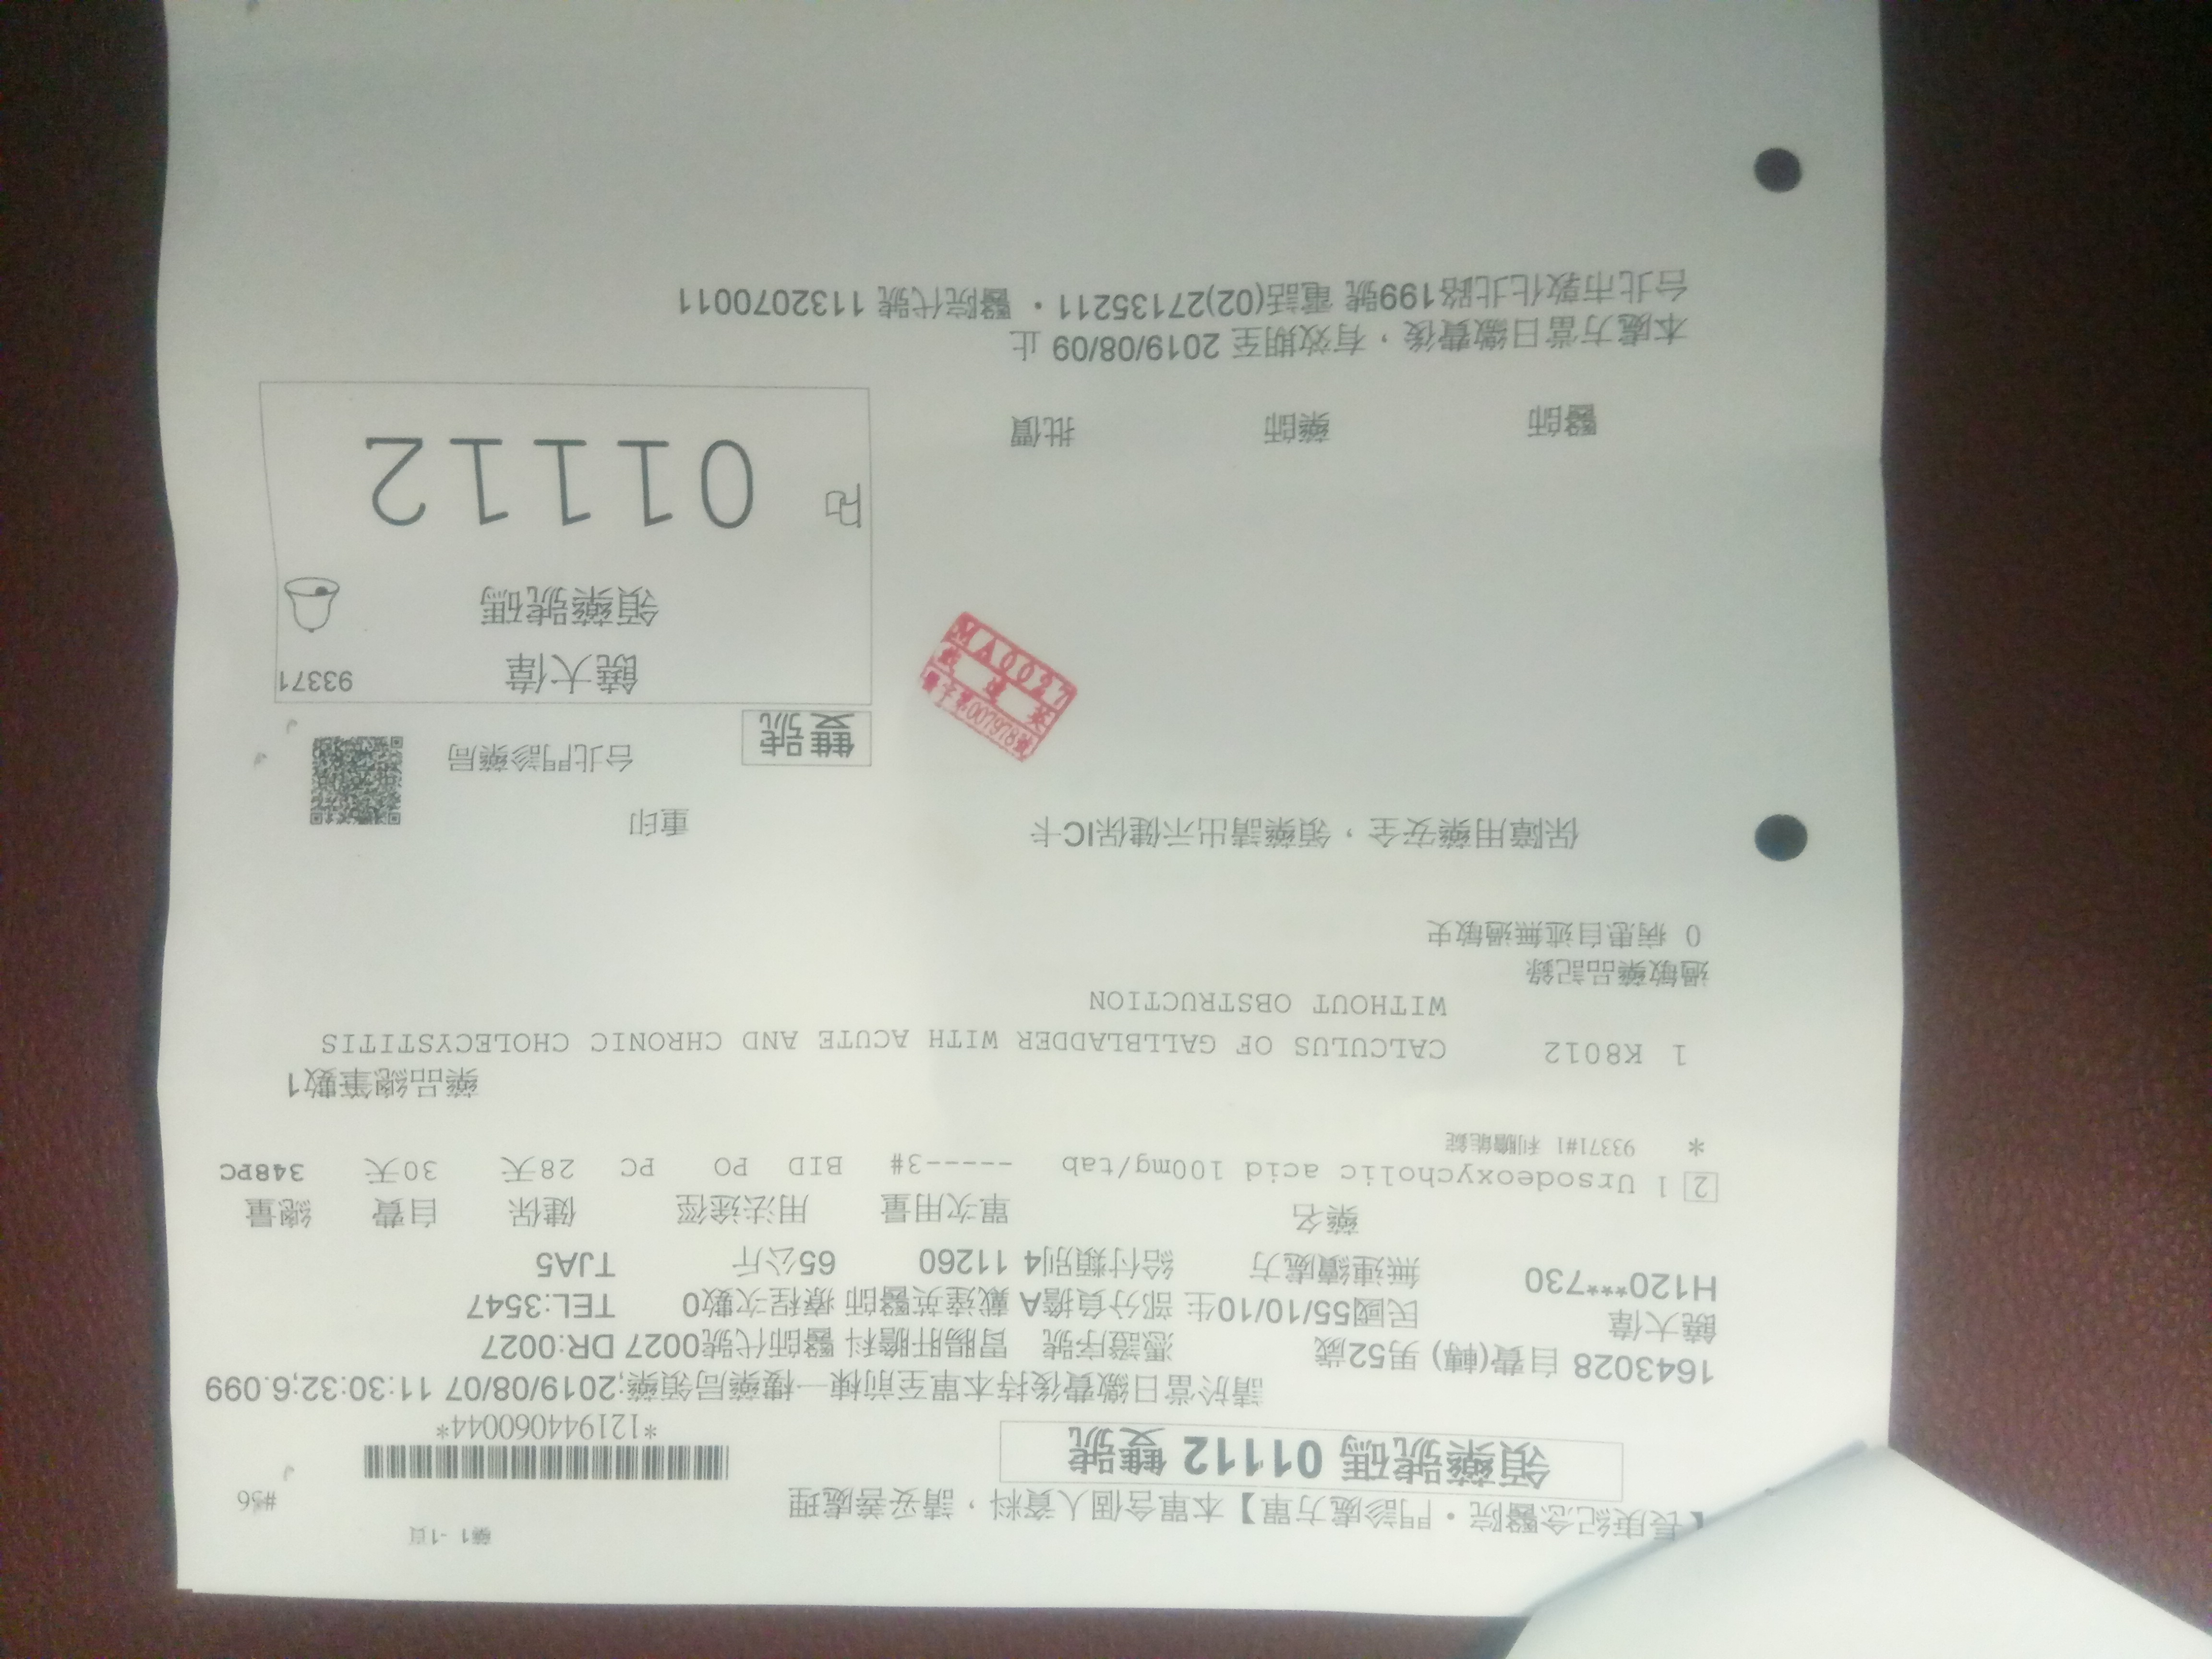 藥1 -1頁
#36
【長庚紀念醫院・門診處方單】本單含個人資料，請妥善處理
領藥號碼 01112 雙號
*121944060044*
請於當日繳費後持本單至前棟一樓藥局領藥;2019/08/07 11:30:32;6.099
1643028 自費(轉) 男52歲 憑證序號 胃腸肝膽科 醫師代號0027 DR:0027
饒大偉 民國55/10/10生 部分負擔A 戴達英醫師 療程次數0 TEL:3547
H120***730 無連續處方 給付類別4 11260 65公斤 TJA5
藥名 單次用量 用法途徑 健保 自費 總量
2 1 Ursodeoxycholic acid 100mg/tab -----3# BID PO PC 28天 30天 348PC
* 93371#1 利膽能錠
藥品總筆數1
1 K8012 CALCULUS OF GALLBLADDER WITH ACUTE AND CHRONIC CHOLECYSTITIS
WITHOUT OBSTRUCTION
過敏藥品記錄
0 病患自述無過敏史
保障用藥安全，領藥請出示健保IC卡
重印
雙號 台北門診藥局
饒大偉 93371
領藥號碼
01112
MA0027
醫師 藥師 批價
本處方當日繳費後，有效期至 2019/08/09 止
台北市敦化北路199號 電話(02)27135211・ 醫院代號 1132070011